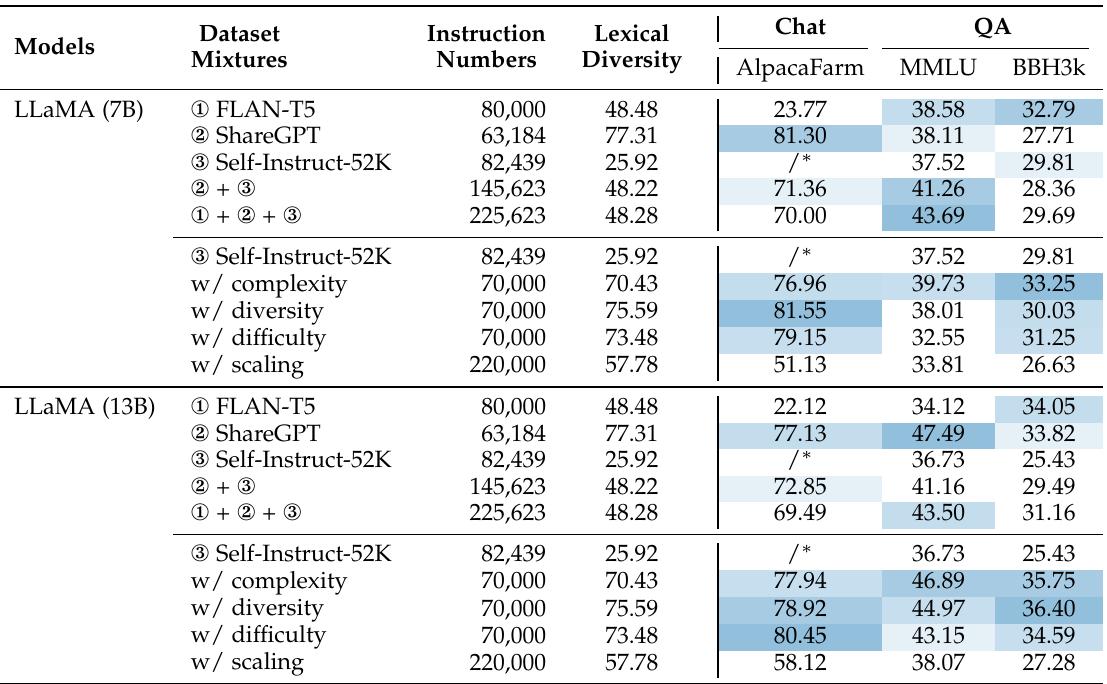 Models Dataset Mixtures Instruction Numbers Lexical Diversity Chat QA
AlpacaFarm MMLU BBH3k
LLaMA (7B) ① FLAN-T5 80,000 48.48 23.77 38.58 32.79
② ShareGPT 63,184 77.31 81.30 38.11 27.71
③ Self-Instruct-52K 82,439 25.92 /* 37.52 29.81
② + ③ 145,623 48.22 71.36 41.26 28.36
① + ② + ③ 225,623 48.28 70.00 43.69 29.69
③ Self-Instruct-52K 82,439 25.92 /* 37.52 29.81
w/ complexity 70,000 70.43 76.96 39.73 33.25
w/ diversity 70,000 75.59 81.55 38.01 30.03
w/ difficulty 70,000 73.48 79.15 32.55 31.25
w/ scaling 220,000 57.78 51.13 33.81 26.63
LLaMA (13B) ① FLAN-T5 80,000 48.48 22.12 34.12 34.05
② ShareGPT 63,184 77.31 77.13 47.49 33.82
③ Self-Instruct-52K 82,439 25.92 /* 36.73 25.43
② + ③ 145,623 48.22 72.85 41.16 29.49
① + ② + ③ 225,623 48.28 69.49 43.50 31.16
③ Self-Instruct-52K 82,439 25.92 /* 36.73 25.43
w/ complexity 70,000 70.43 77.94 46.89 35.75
w/ diversity 70,000 75.59 78.92 44.97 36.40
w/ difficulty 70,000 73.48 80.45 43.15 34.59
w/ scaling 220,000 57.78 58.12 38.07 27.28